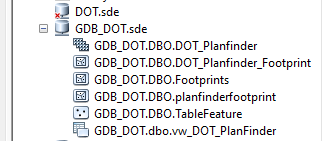 DOT.sde
GDB_DOT.sde
GDB_DOT.DBO.DOT_Planfinder
GDB_DOT.DBO.DOT_Planfinder_Footprint
GDB_DOT.DBO.Footprints
GDB_DOT.DBO.planfinderfootprint
GDB_DOT.DBO.TableFeature
GDB_DOT.dbo.vw_DOT_PlanFinder